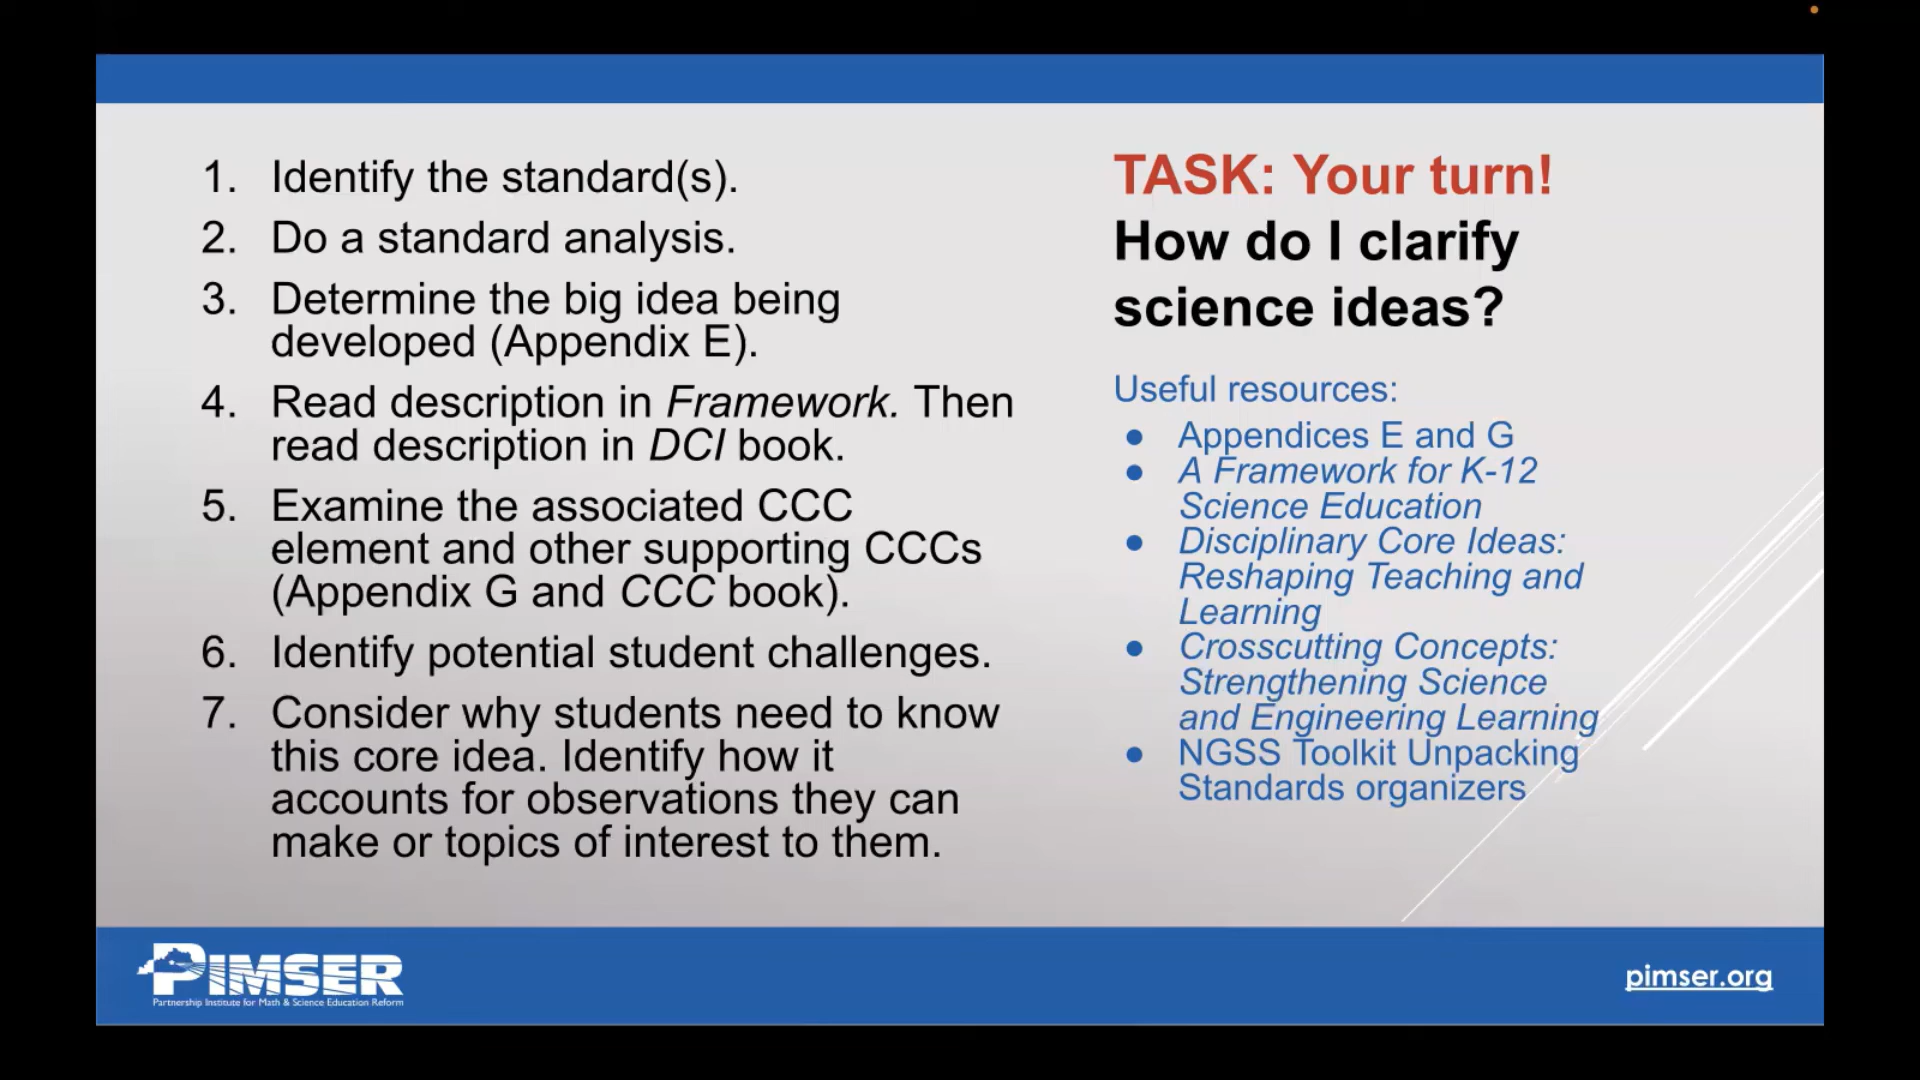 1. Identify the standard(s).
2. Do a standard analysis.
3. Determine the big idea being
developed (Appendix E).
4. Read description in Framework. Then
read description in DCI book.
5. Examine the associated CCC
element and other supporting CCCs
(Appendix G and CCC book).
6. Identify potential student challenges.
7. Consider why students need to know
this core idea. Identify how it
accounts for observations they can
make or topics of interest to them.
TASK: Your turn!
How do I clarify
science ideas?
Useful resources:
● Appendices E and G
● A Framework for K-12
Science Education
● Disciplinary Core Ideas:
Reshaping Teaching and
Learning
● Crosscutting Concepts:
Strengthening Science
and Engineering Learning
● NGSS Toolkit Unpacking
Standards organizers
PIMSER
Partnership Institute for Math & Science Education Reform
pimser.org